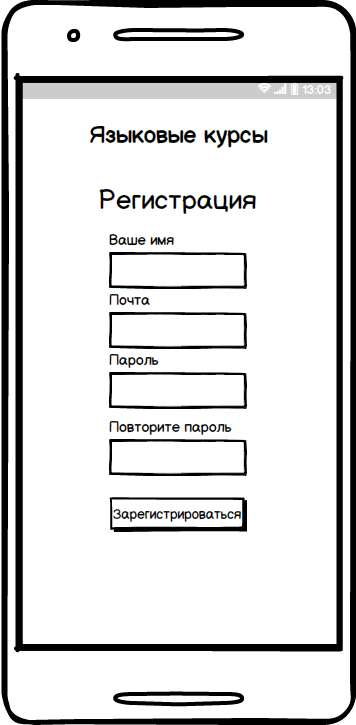 13:03
Языковые курсы
Регистрация
Ваше имя
Почта
Пароль
Повторите пароль
Зарегистрироваться